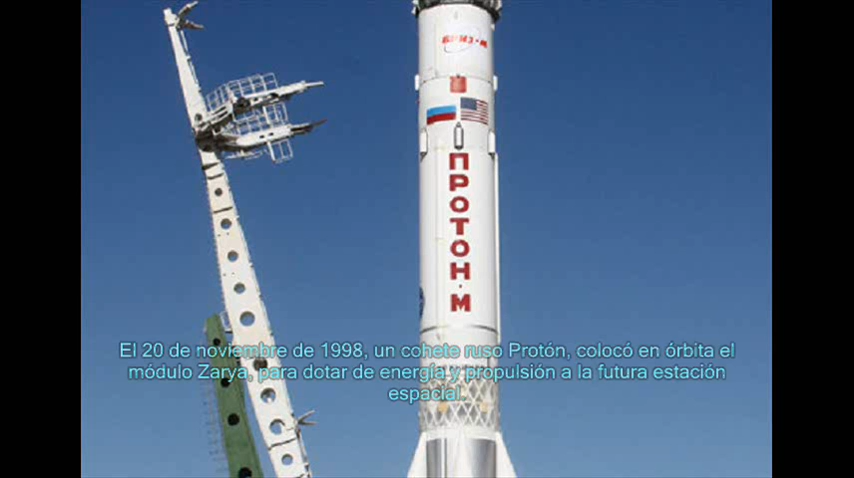 БРИЗ-М
ПРОТОН-М
El 20 de noviembre de 1998, un cohete ruso Protón, colocó en órbita el
módulo Zarya, para dotar de energía y propulsión a la futura estación
espacial.